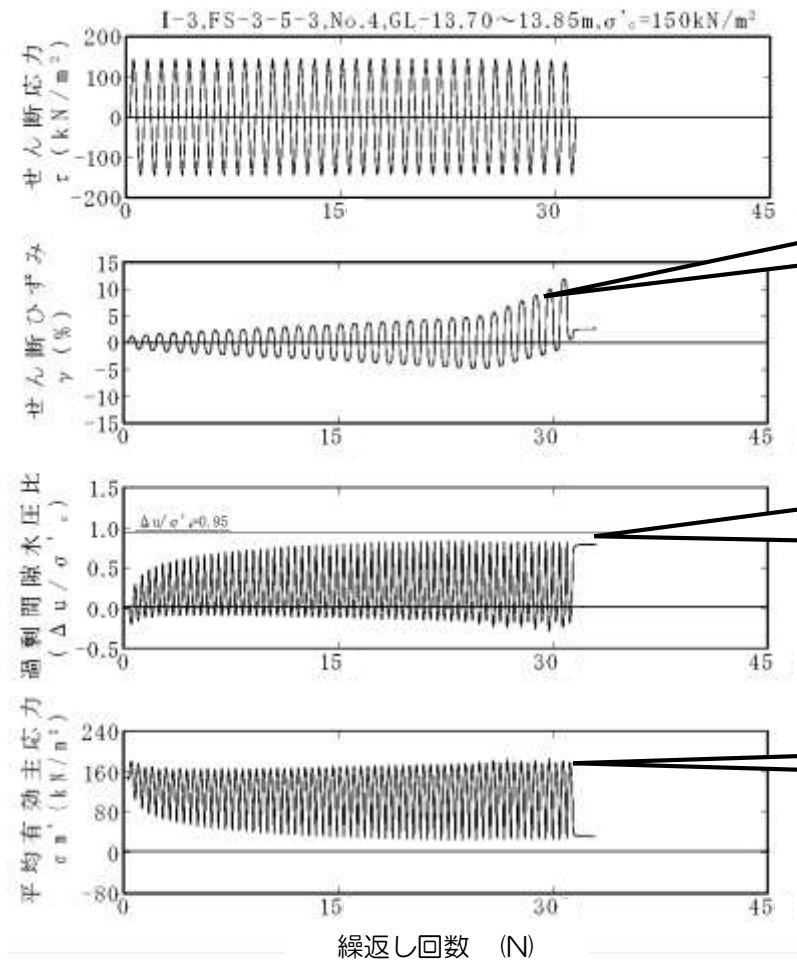 Ⅰ-3,FS-3-5-3,No.4,GL-13.70～13.85m,σ'c=150kN/m²
せん断応力
τ (kN/m²)
200
100
0
-100
-200
0 15 30 45
せん断ひずみ
γ (%)
15
10
5
0
-5
-10
-15
0 15 30 45
過剰間隙水圧比
(Δu/σ'c)
1.5
1.0
0.5
0.0
-0.5
Δu/σ'c=0.95
0 15 30 45
平均有効主応力
σm'(kN/m²)
240
160
80
0
-80
0 15 30 45
繰返し回数 (N)